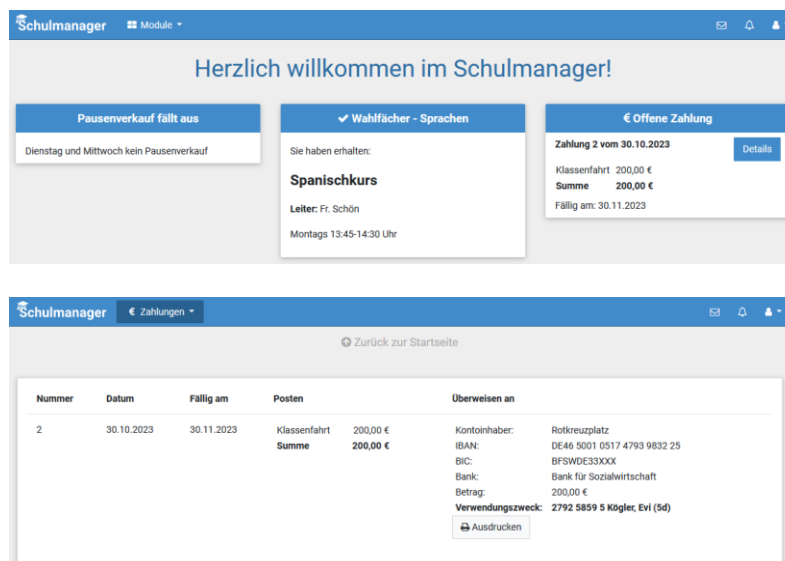 Schulmanager Module
Herzlich willkommen im Schulmanager!
Pausenverkauf fällt aus
Dienstag und Mittwoch kein Pausenverkauf
Wahlfächer - Sprachen
Sie haben erhalten:
Spanischkurs
Leiter: Fr. Schön
Montags 13:45-14:30 Uhr
€ Offene Zahlung
Zahlung 2 vom 30.10.2023 Details
Klassenfahrt 200,00 €
Summe 200,00 €
Fällig am: 30.11.2023
Schulmanager € Zahlungen
Zurück zur Startseite
Nummer Datum Fällig am Posten Überweisen an
2 30.10.2023 30.11.2023 Klassenfahrt 200,00 € Kontoinhaber: Rotkreuzplatz
Summe 200,00 € IBAN: DE46 5001 0517 4793 9832 25
BIC: BFSWDE33XXX
Bank: Bank für Sozialwirtschaft
Betrag: 200,00 €
Verwendungszweck: 2792 5859 5 Kögler, Evi (5d)
Ausdrucken